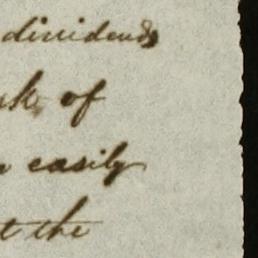 dividends
of
easily
the